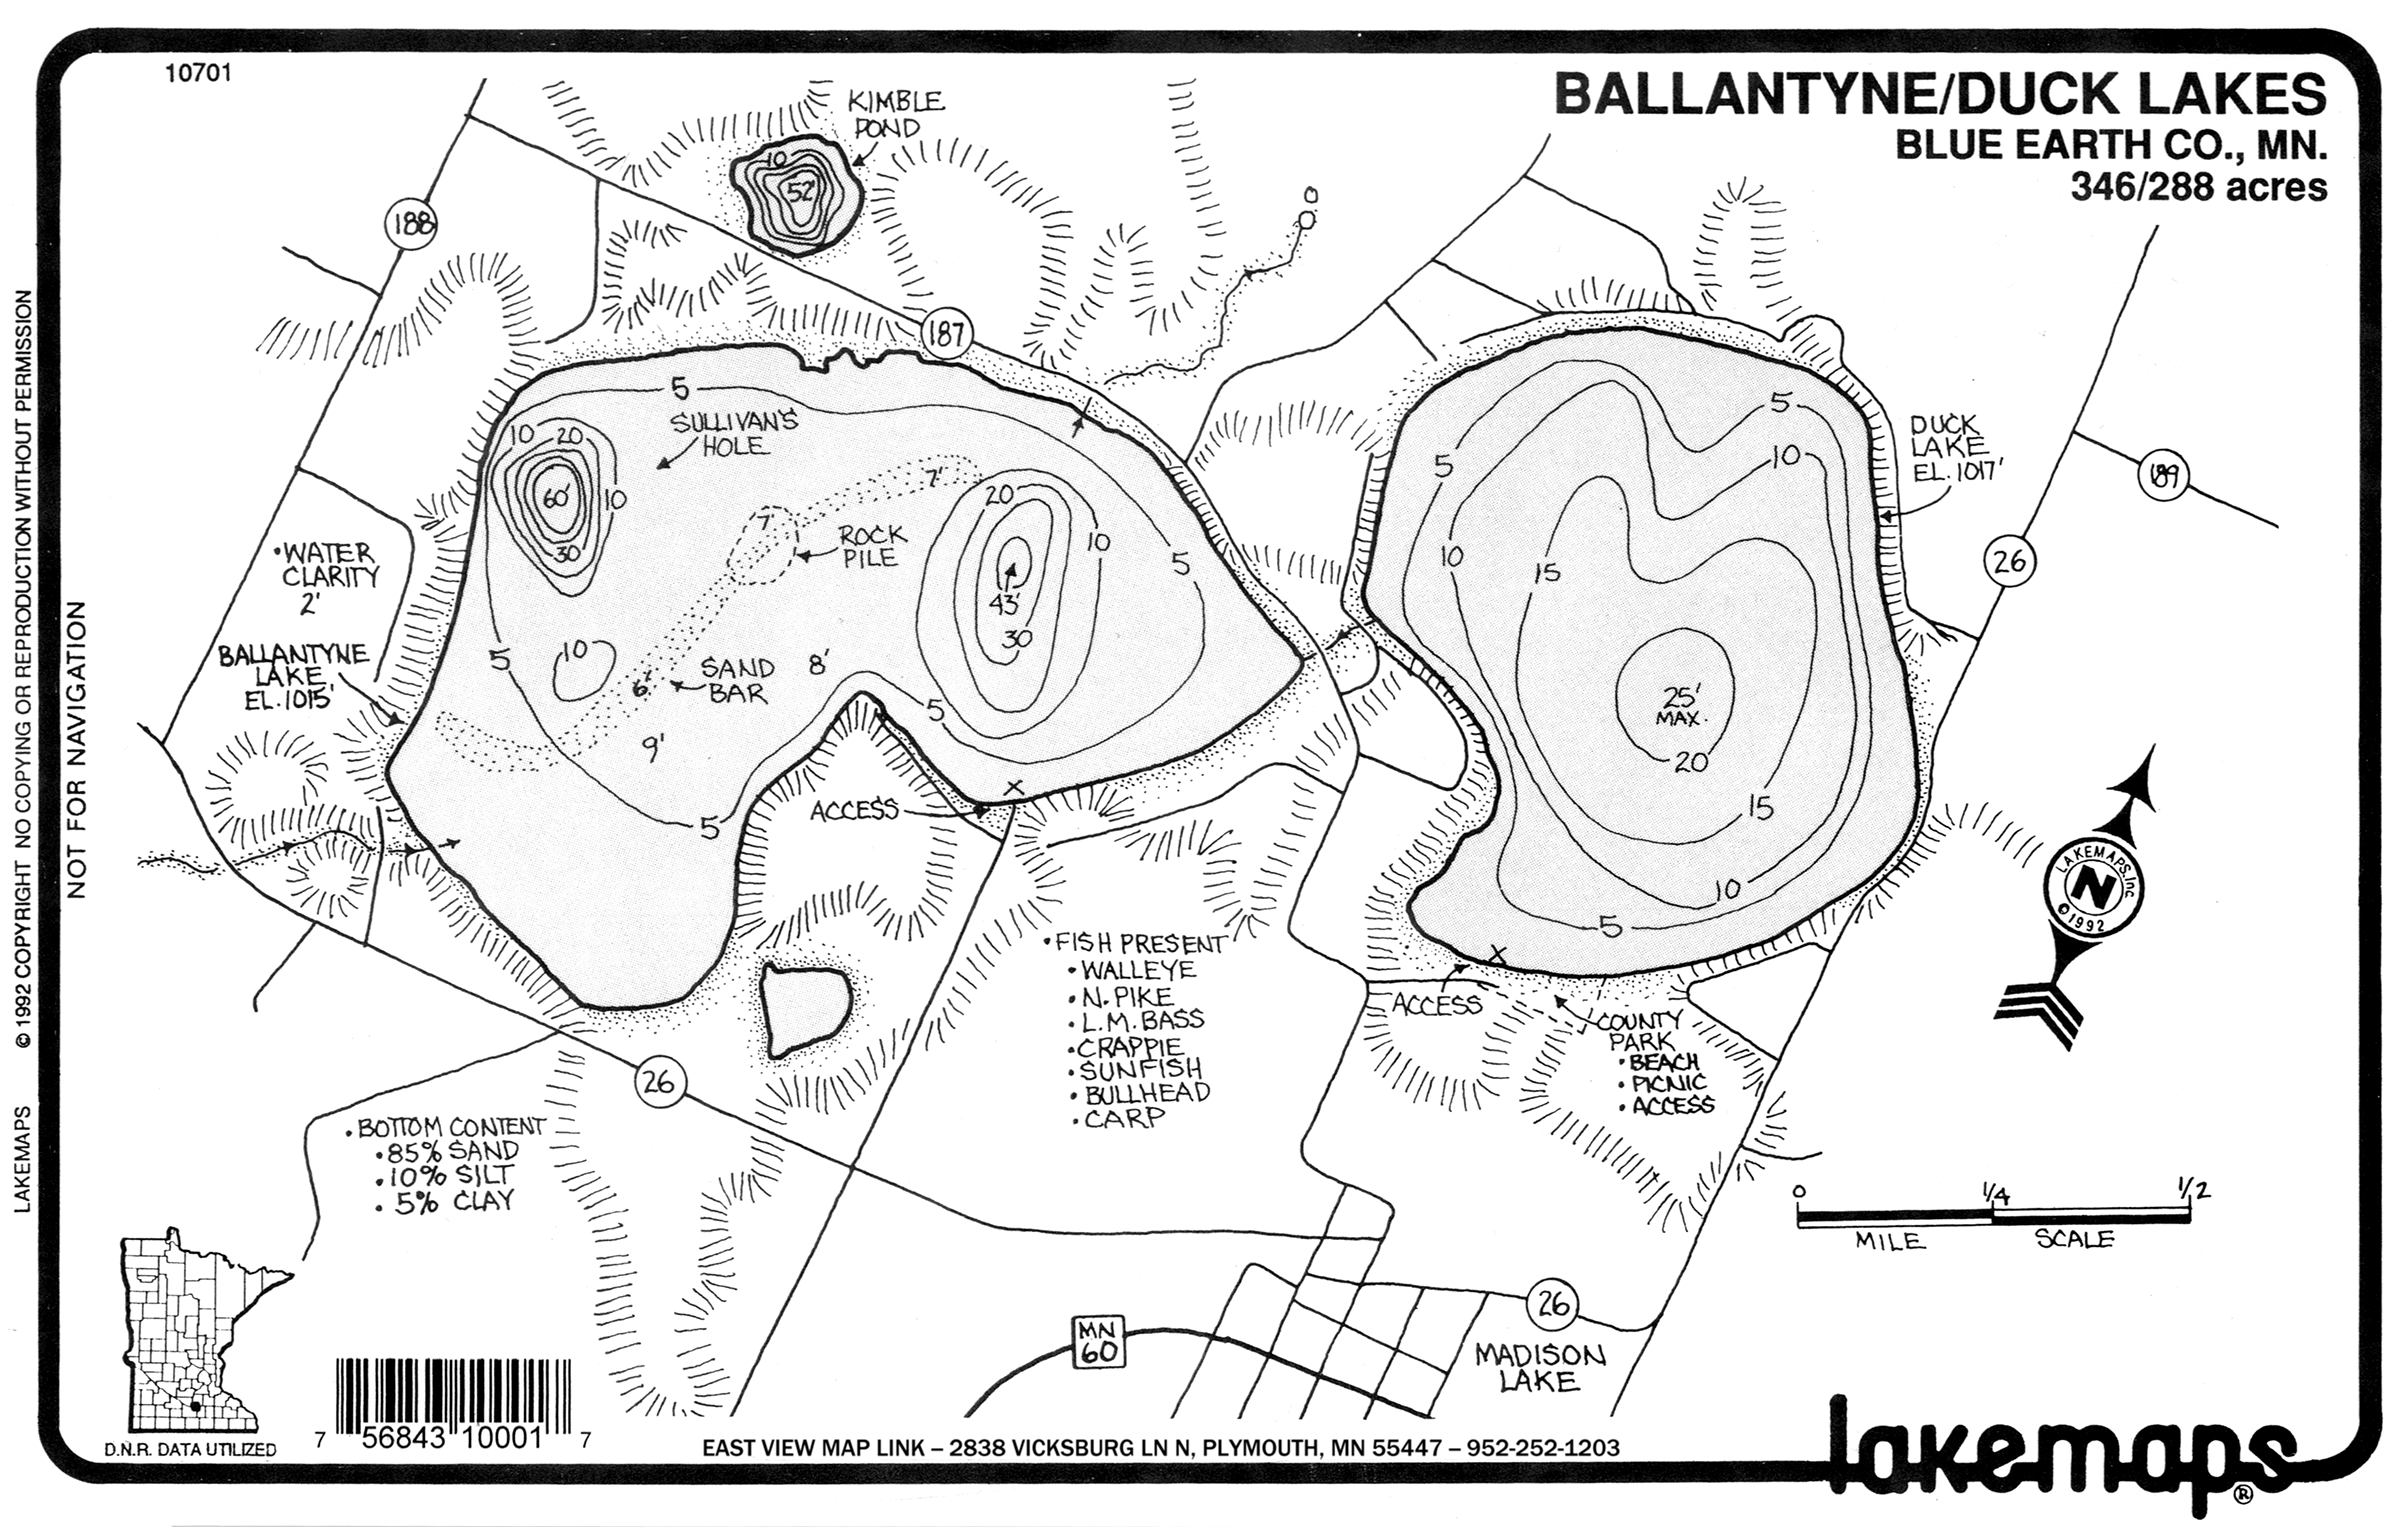 10701
BALLANTYNE/DUCK LAKES
BLUE EARTH CO., MN.
346/288 acres
KIMBLE
POND
10
52'
188
187
5
SULLIVAN'S
HOLE
10 20
60'
10
30
7'
7'
ROCK
PILE
20
10
5
43'
30
WATER
CLARITY
2'
BALLANTYNE
LAKE
EL. 1015'
5
10
6'
SAND
BAR
8'
9'
5
5
ACCESS
X
5
5
10
10
15
DUCK
LAKE
EL. 1017'
189
26
25'
MAX.
20
15
10
5
X
ACCESS
COUNTY
PARK
• BEACH
• PICNIC
• ACCESS
LAKEMAPS, Inc.
N
© 1992
• FISH PRESENT
• WALLEYE
• N. PIKE
• L.M. BASS
• CRAPPIE
• SUNFISH
• BULLHEAD
• CARP
26
• BOTTOM CONTENT
• 85% SAND
• 10% SILT
• 5% CLAY
0 1/4 1/2
MILE SCALE
26
MN
60
MADISON
LAKE
D.N.R. DATA UTILIZED
7 56843 10001 7
EAST VIEW MAP LINK – 2838 VICKSBURG LN N, PLYMOUTH, MN 55447 – 952-252-1203
lakemaps®
NOT FOR NAVIGATION
LAKEMAPS © 1992 COPYRIGHT NO COPYING OR REPRODUCTION WITHOUT PERMISSION